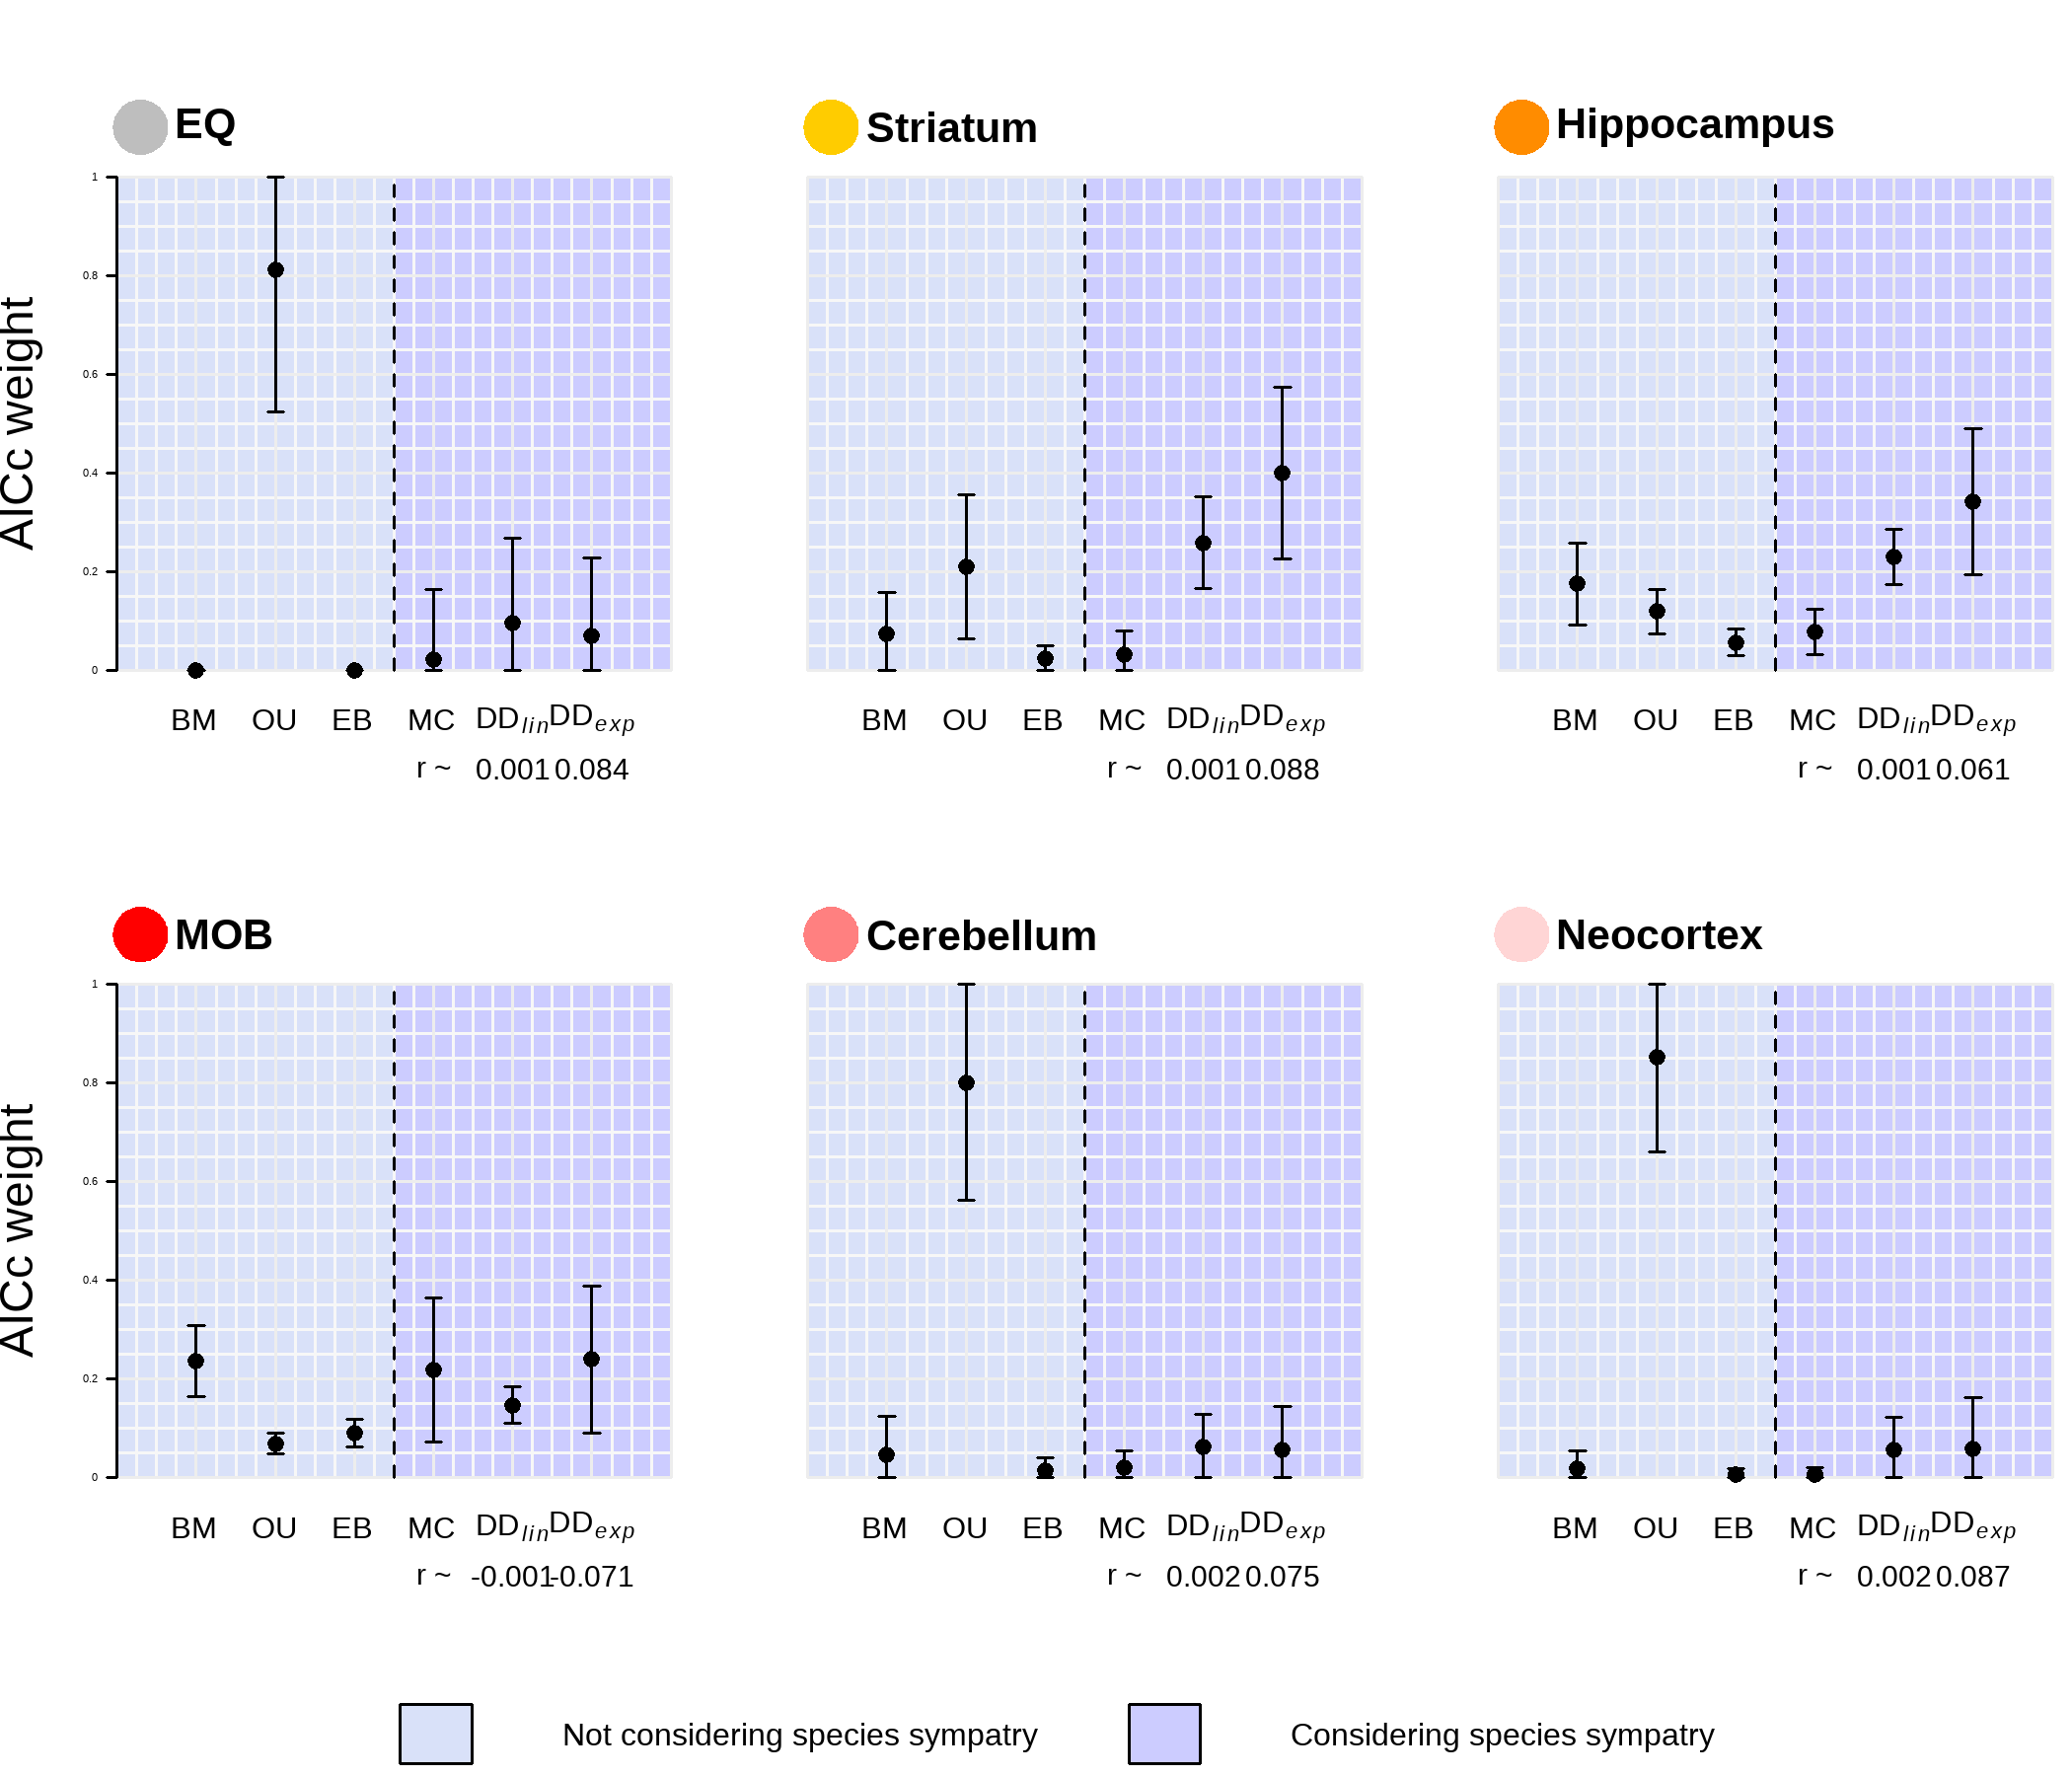 EQ Striatum Hippocampus
AICc weight
1
0.8
0.6
0.4
0.2
0
BM OU EB MC DDlin DDexp BM OU EB MC DDlin DDexp BM OU EB MC DDlin DDexp
r ~ 0.001 0.084 r ~ 0.001 0.088 r ~ 0.001 0.061
MOB Cerebellum Neocortex
AICc weight
1
0.8
0.6
0.4
0.2
0
BM OU EB MC DDlin DDexp BM OU EB MC DDlin DDexp BM OU EB MC DDlin DDexp
r ~ -0.001 -0.071 r ~ 0.002 0.075 r ~ 0.002 0.087
Not considering species sympatry Considering species sympatry